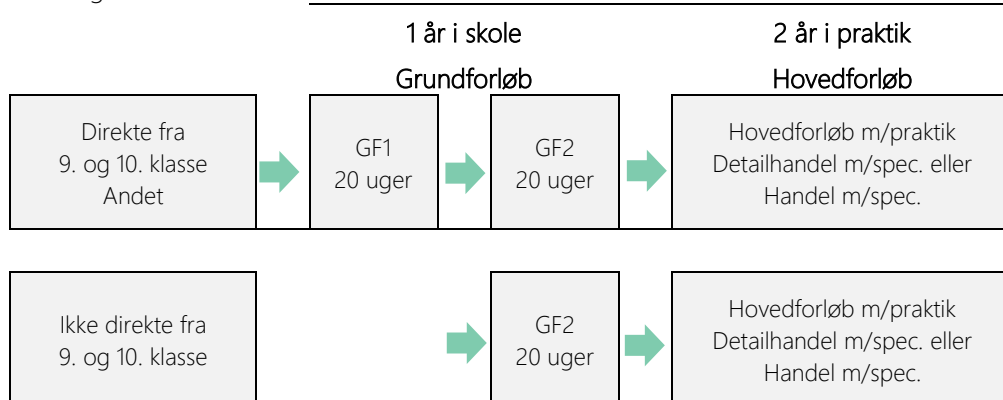 1 år i skole
2 år i praktik
Grundforløb
Hovedforløb
Direkte fra
9. og 10. klasse
Andet
GF1
20 uger
GF2
20 uger
Hovedforløb m/praktik
Detailhandel m/spec. eller
Handel m/spec.
Ikke direkte fra
9. og 10. klasse
GF2
20 uger
Hovedforløb m/praktik
Detailhandel m/spec. eller
Handel m/spec.